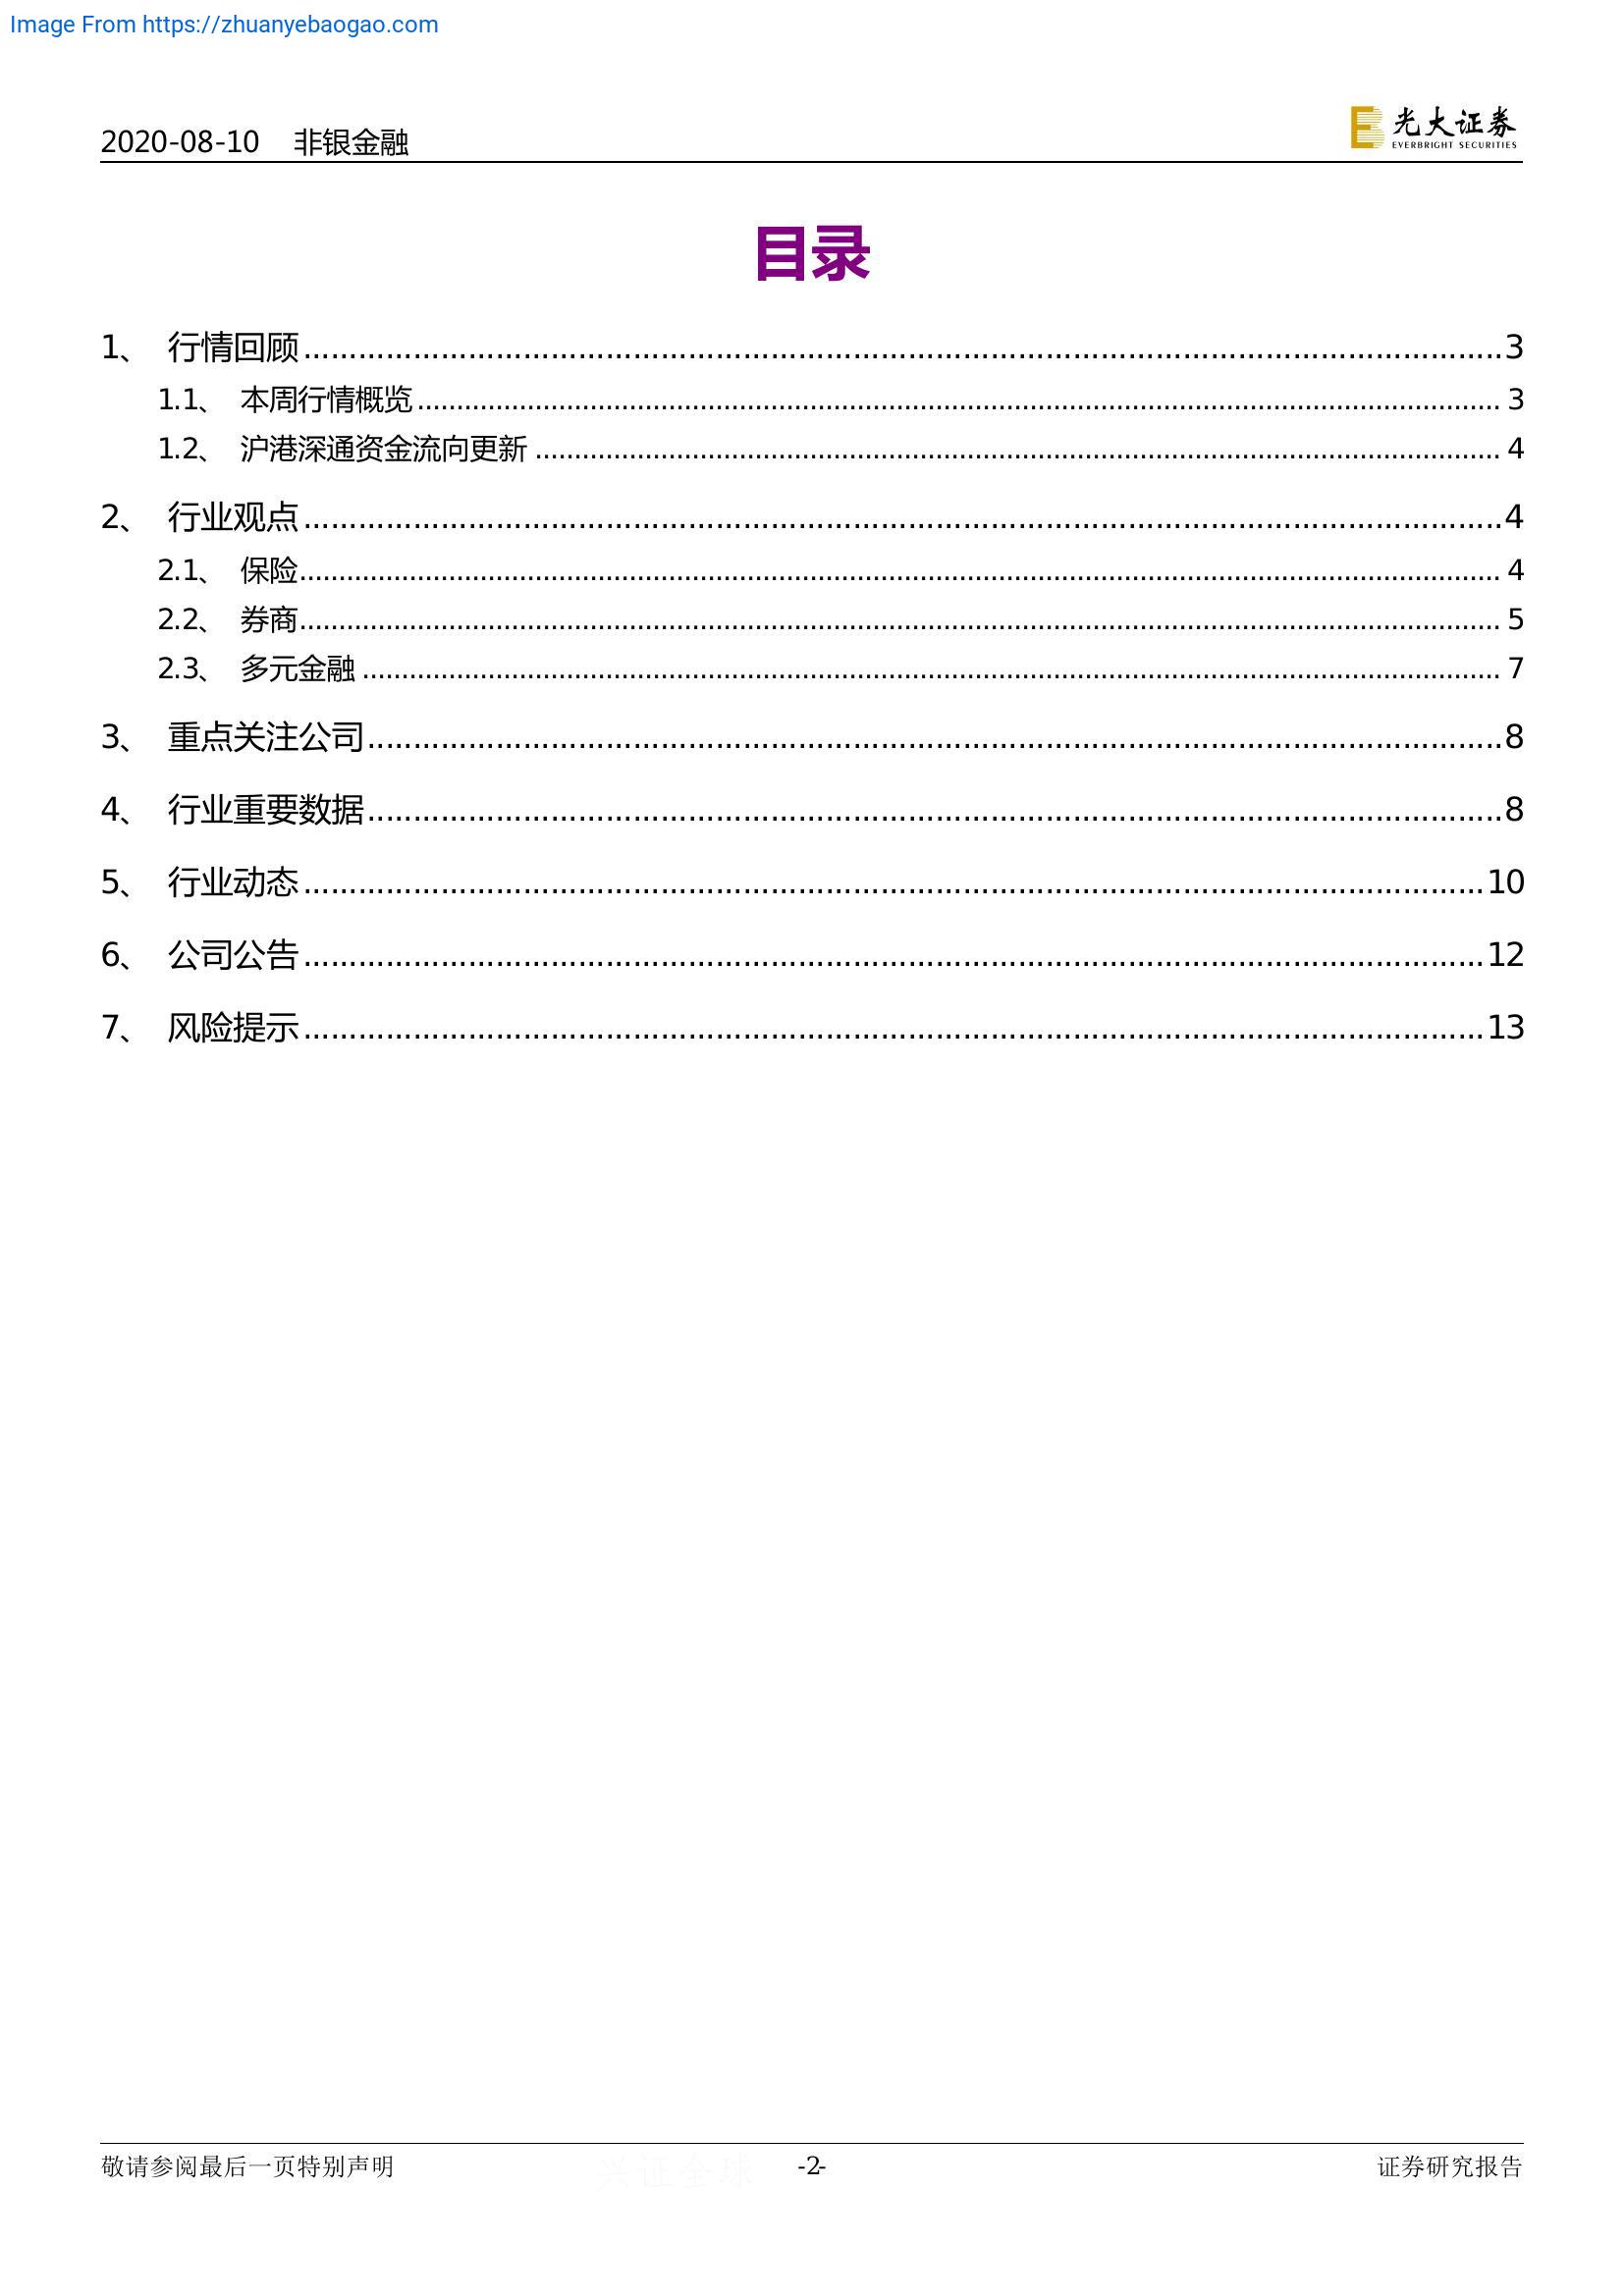 Image From https://zhuanyebaogao.com
2020-08-10 非银金融
光大证券
EVERBRIGHT SECURITIES
目录
1、 行情回顾 3
1.1、 本周行情概览 3
1.2、 沪港深通资金流向更新 4
2、 行业观点 4
2.1、 保险 4
2.2、 券商 5
2.3、 多元金融 7
3、 重点关注公司 8
4、 行业重要数据 8
5、 行业动态 10
6、 公司公告 12
7、 风险提示 13
敬请参阅最后一页特别声明 -2- 证券研究报告